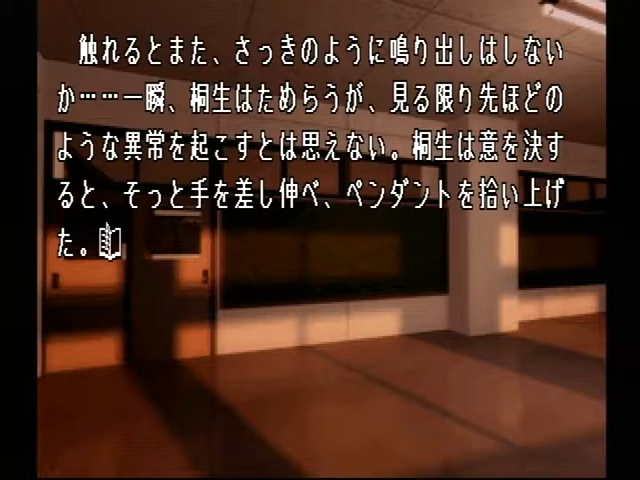 触れるとまた、さっきのように鳴り出しはしない
か……一瞬、桐生はためらうが、見る限り先ほどの
ような異常を起こすとは思えない。桐生は意を決す
ると、そっと手を差し伸べ、ペンダントを拾い上げ
た。